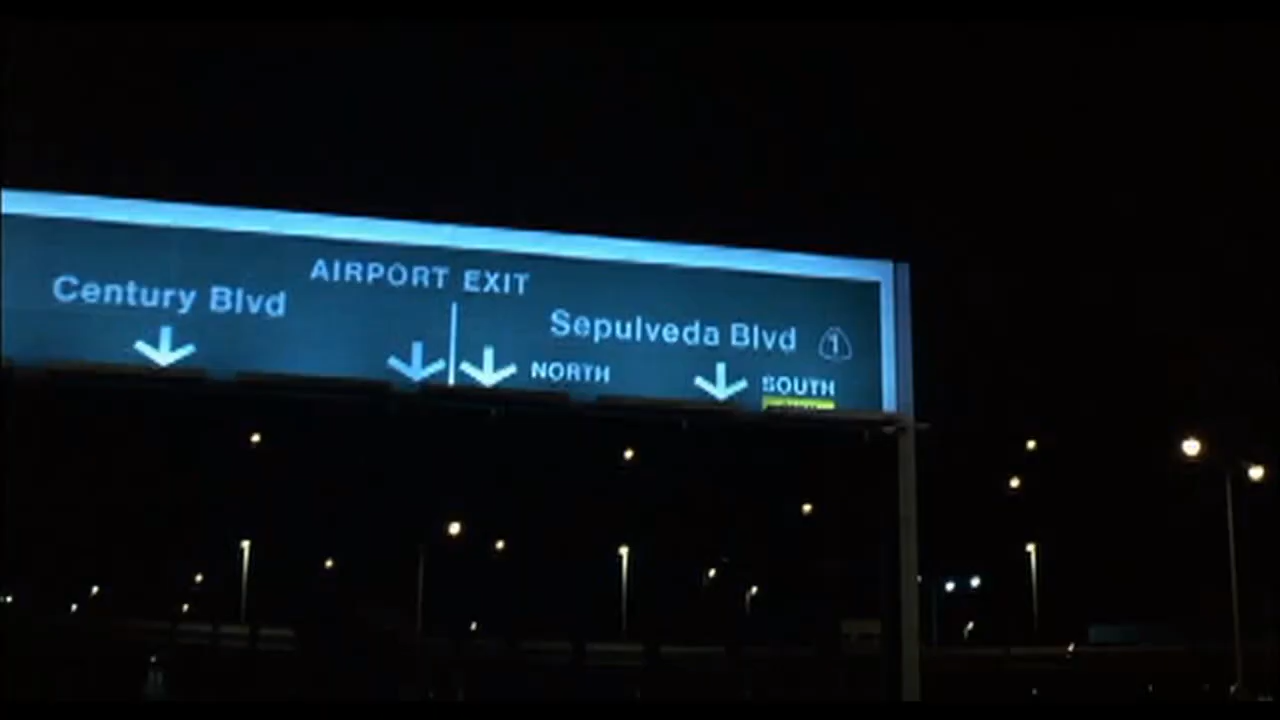 AIRPORT EXIT
Century Blvd
Sepulveda Blvd 1
NORTH
SOUTH